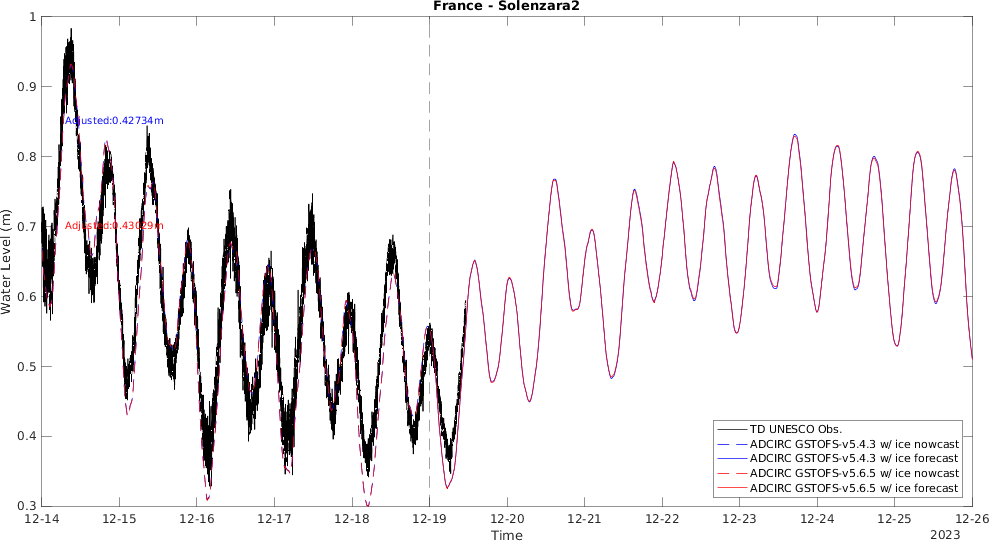 France - Solenzara2
1
0.9
0.8
0.7
0.6
0.5
0.4
0.3
Water Level (m)
Adjusted:0.42734m
Adjusted:0.43029m
TD UNESCO Obs.
ADCIRC GSTOFS-v5.4.3 w/ ice nowcast
ADCIRC GSTOFS-v5.4.3 w/ ice forecast
ADCIRC GSTOFS-v5.6.5 w/ ice nowcast
ADCIRC GSTOFS-v5.6.5 w/ ice forecast
12-14 12-15 12-16 12-17 12-18 12-19 12-20 12-21 12-22 12-23 12-24 12-25 12-26
Time
2023